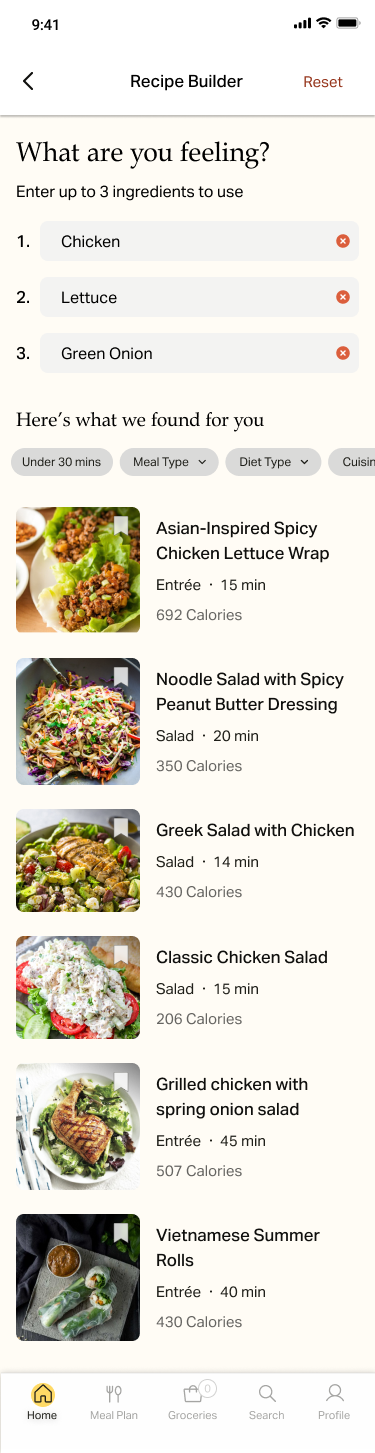 9:41
Recipe Builder
Reset
What are you feeling?
Enter up to 3 ingredients to use
1. Chicken
2. Lettuce
3. Green Onion
Here's what we found for you
Under 30 mins Meal Type Diet Type Cuisin
Asian-Inspired Spicy
Chicken Lettuce Wrap
Entrée · 15 min
692 Calories
Noodle Salad with Spicy
Peanut Butter Dressing
Salad · 20 min
350 Calories
Greek Salad with Chicken
Salad · 14 min
430 Calories
Classic Chicken Salad
Salad · 15 min
206 Calories
Grilled chicken with
spring onion salad
Entrée · 45 min
507 Calories
Vietnamese Summer
Rolls
Entrée · 40 min
430 Calories
0
Home Meal Plan Groceries Search Profile